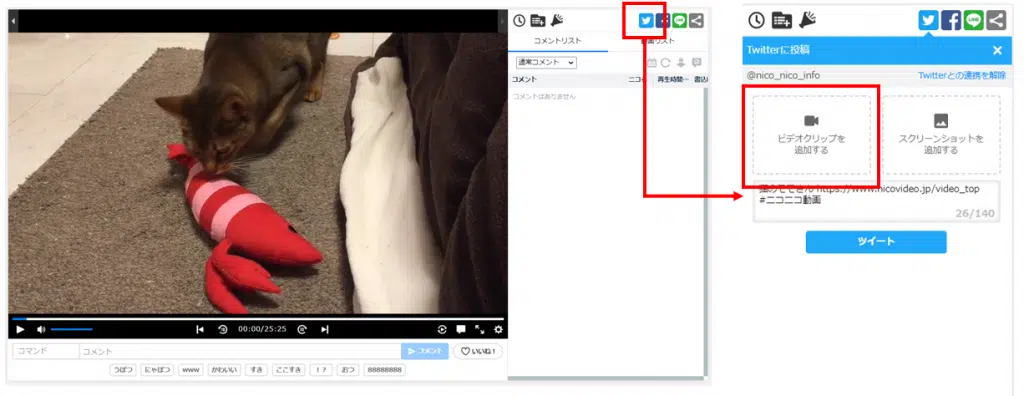 コメントリスト
動画リスト
通常コメント
コメント
ニコ
再生時間
書込
コメントはありません
00:00/25:25
コマンド
コメント
コメント
いいね!
うぽつ
にゃぽつ
www
かわいい
すき
ここすき
!?
おつ
88888888
Twitterに投稿
@nico_nico_info
Twitterとの連携を解除
ビデオクリップを
追加する
スクリーンショットを
追加する
https://www.nicovideo.jp/video_top
#ニコニコ動画
26/140
ツイート